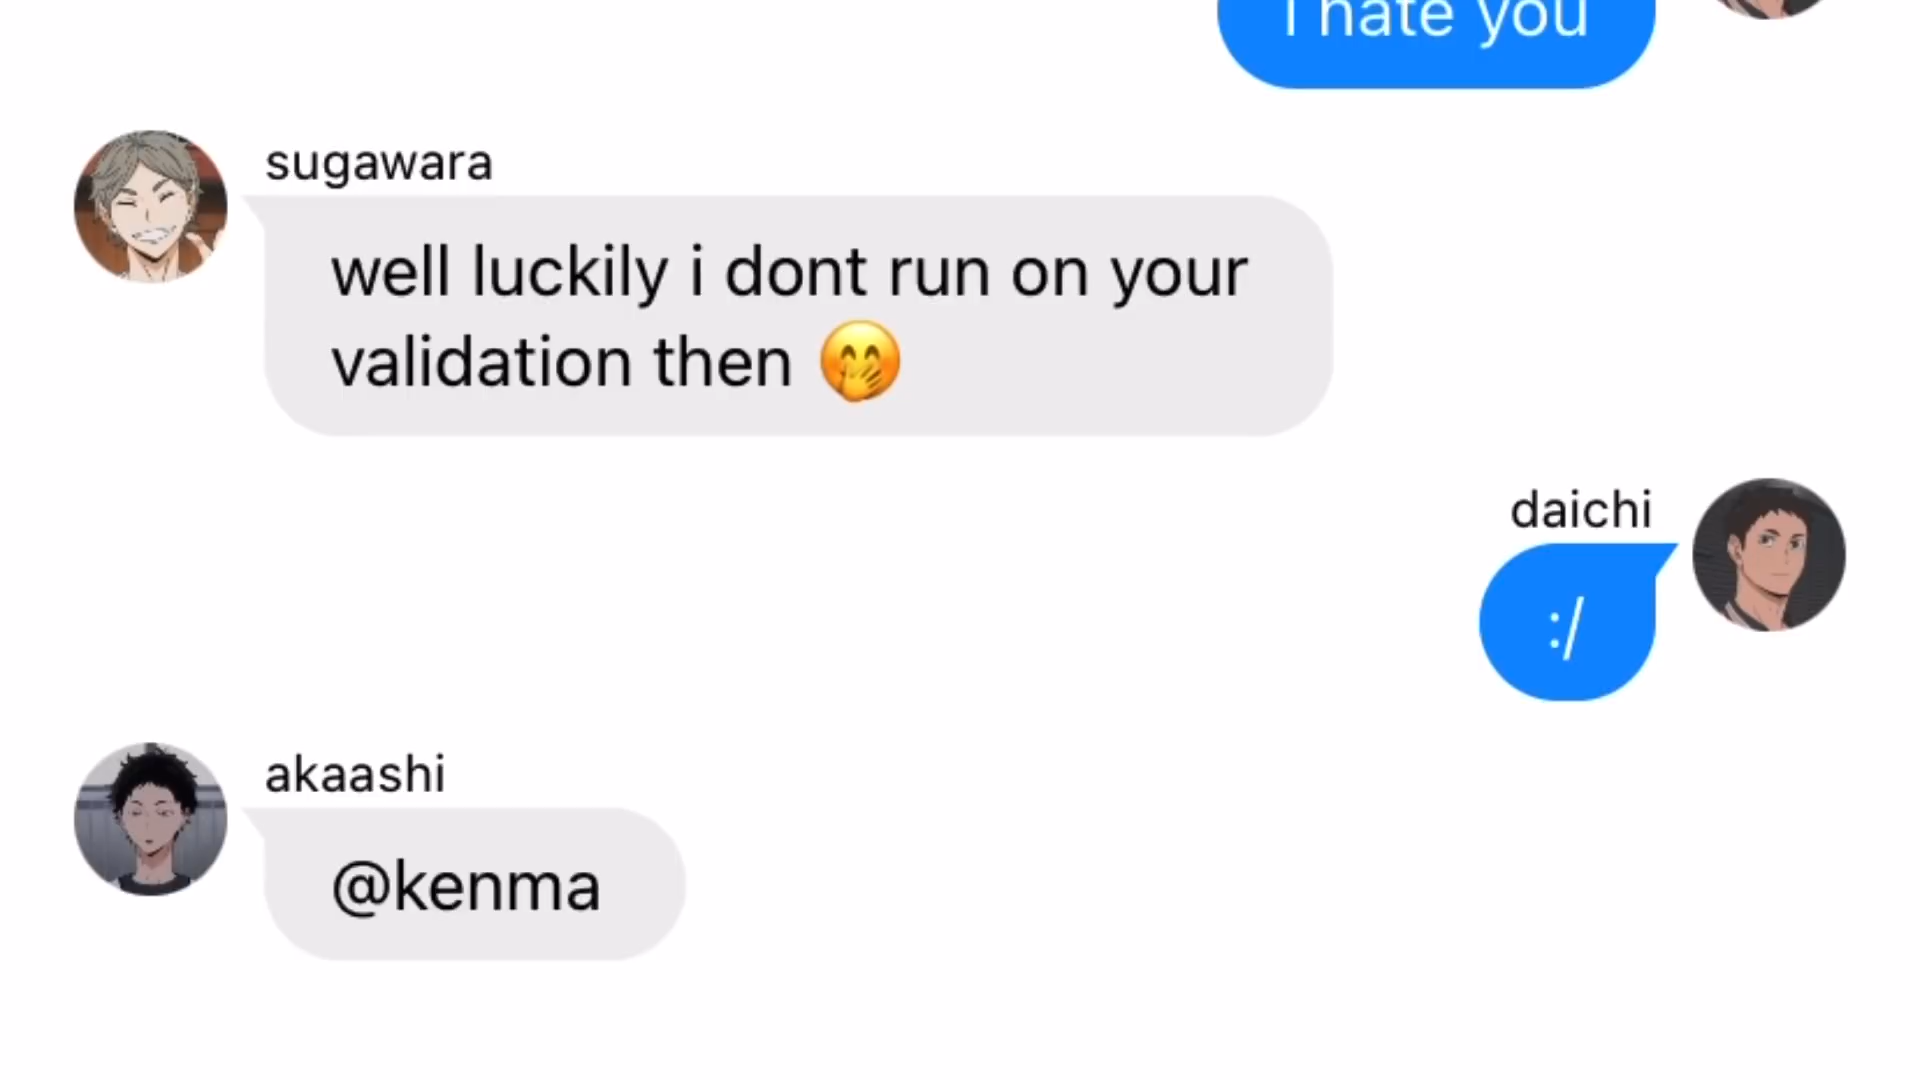 i hate you
sugawara
well luckily i dont run on your
validation then 🤭
daichi
:/
akaashi
@kenma